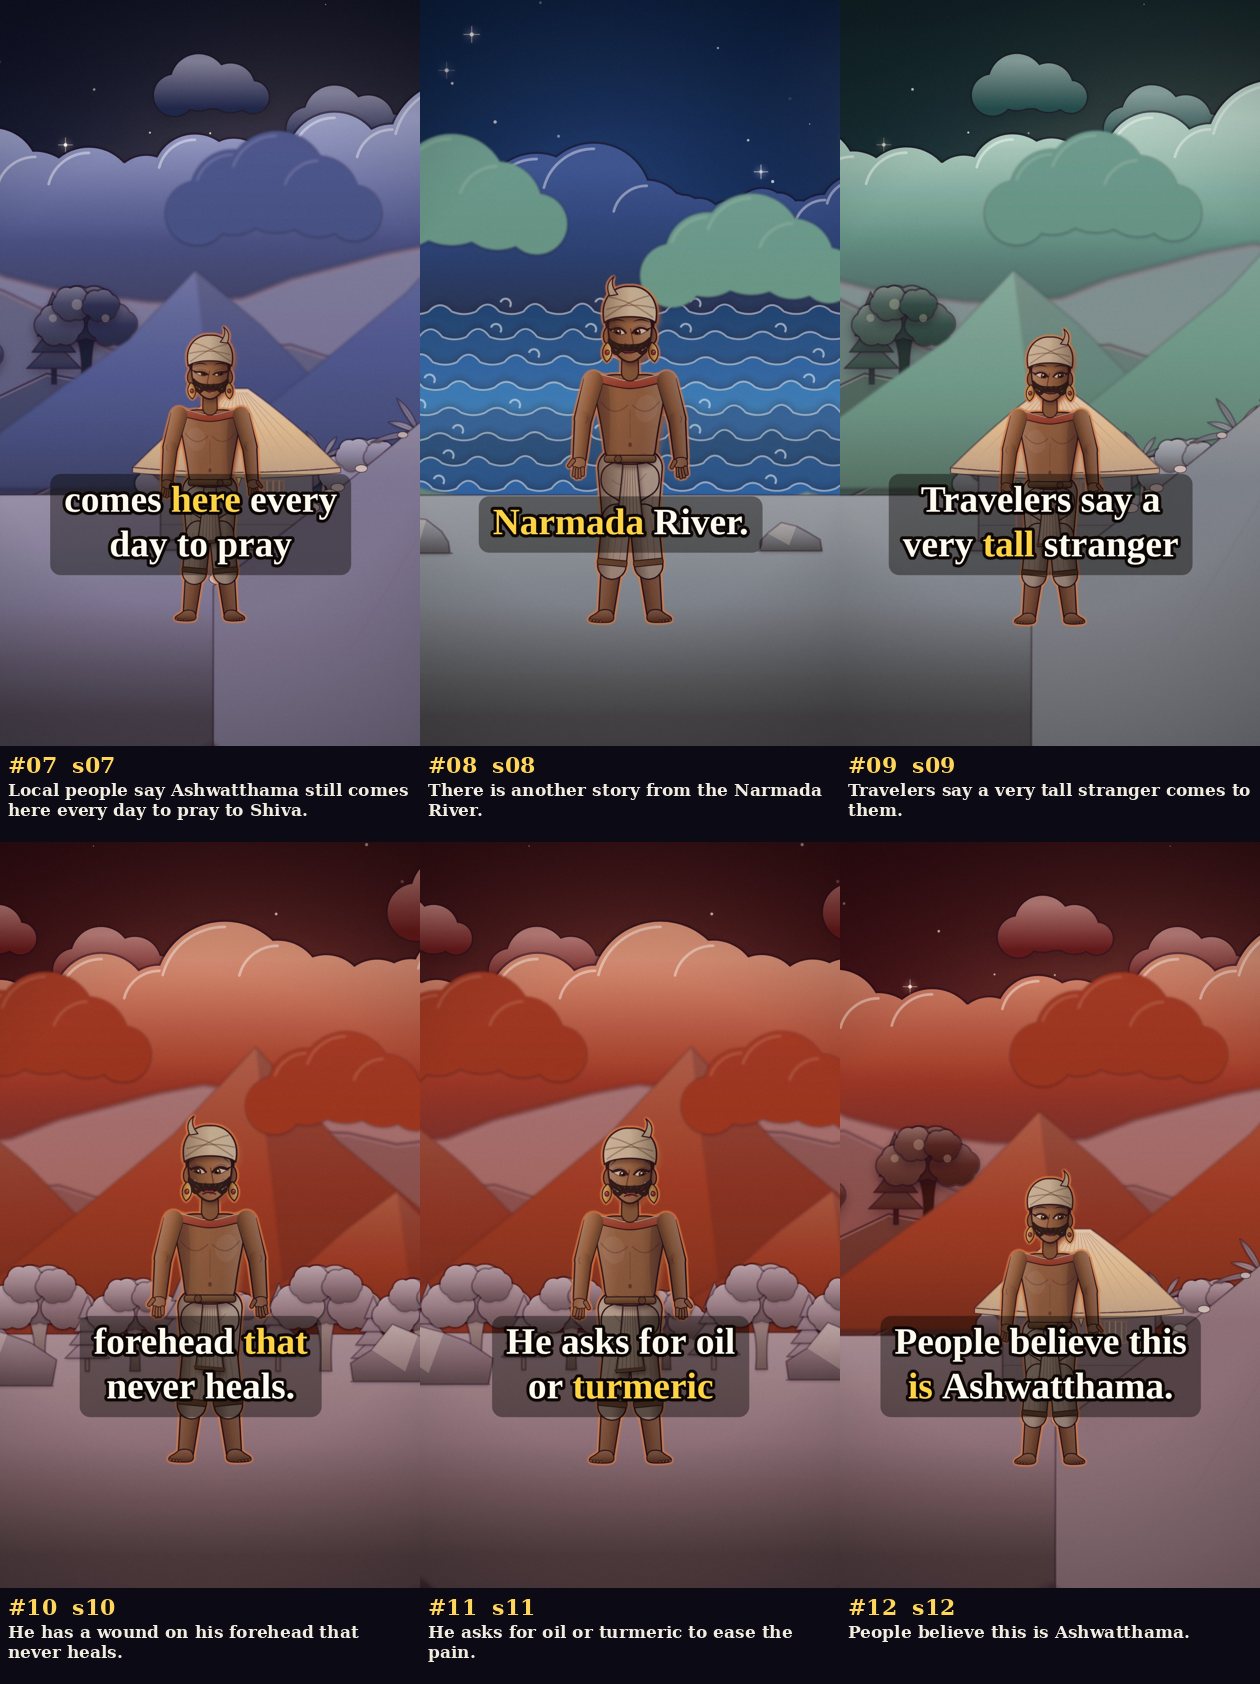 comes here every
day to pray
#07 s07
Local people say Ashwatthama still comes
here every day to pray to Shiva.
Narmada River.
#08 s08
There is another story from the Narmada
River.
Travelers say a
very tall stranger
#09 s09
Travelers say a very tall stranger comes to
them.
forehead that
never heals.
#10 s10
He has a wound on his forehead that
never heals.
He asks for oil
or turmeric
#11 s11
He asks for oil or turmeric to ease the
pain.
People believe this
is Ashwatthama.
#12 s12
People believe this is Ashwatthama.